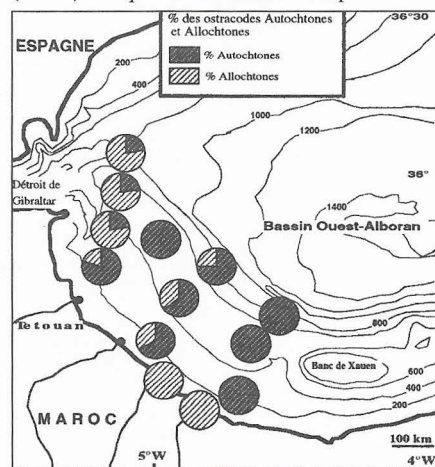 % des ostracodes Autochtones
et Allochtones
% Autochtones
% Allochtones
36°30
ESPAGNE
200
400
1000
1200
Détroit de
Gibraltar
36°
1400
Bassin Ouest-Alboran
Tetouan
800
Banc de Xauen
600
400
200
MAROC
100 km
5°W
4°W